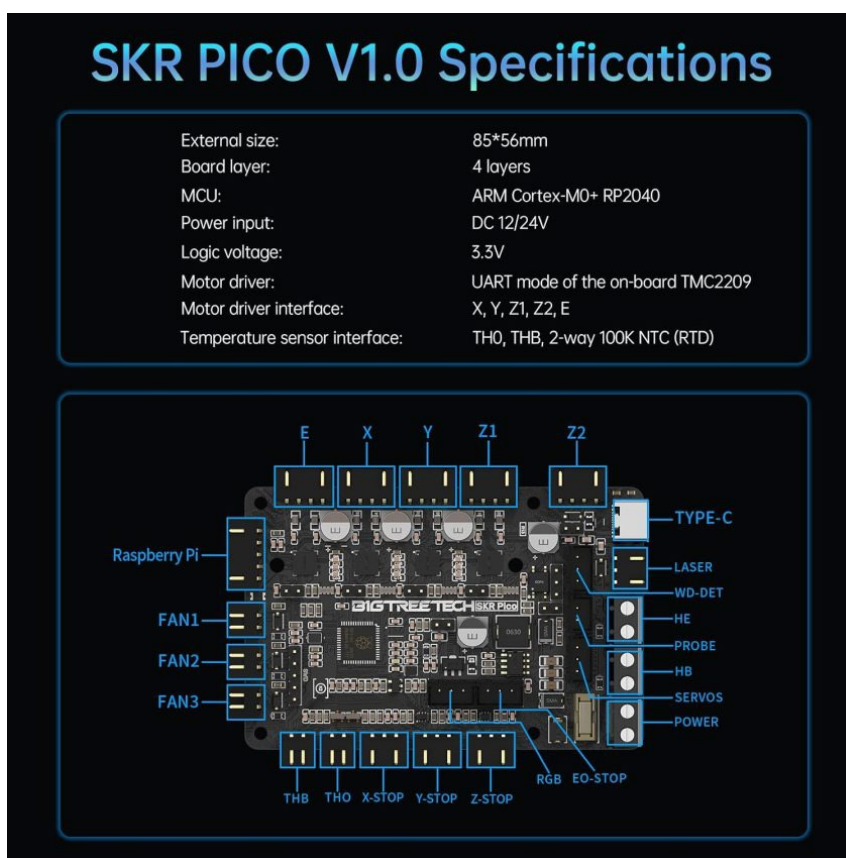 SKR PICO V1.0 Specifications
External size: 85*56mm
Board layer: 4 layers
MCU: ARM Cortex-M0+ RP2040
Power input: DC 12/24V
Logic voltage: 3.3V
Motor driver: UART mode of the on-board TMC2209
Motor driver interface: X, Y, Z1, Z2, E
Temperature sensor interface: TH0, THB, 2-way 100K NTC (RTD)
E X Y Z1 Z2
TYPE-C
Raspberry Pi
LASER
WD-DET
BIGTREETECH SKR Pico
HE
FAN1
PROBE
FAN2
HB
SERVOS
FAN3
POWER
RGB EO-STOP
THB THO X-STOP Y-STOP Z-STOP